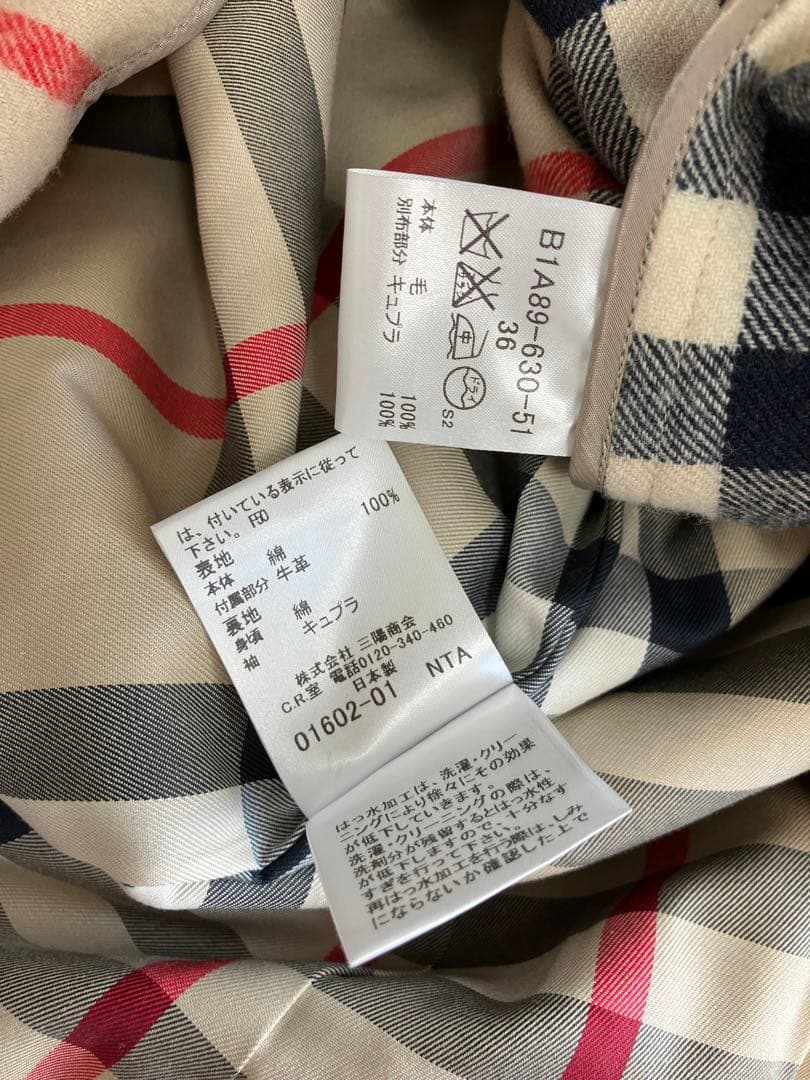 B1A89-630-51
36
ドライ
S2
本体 毛 100%
別布部分 キュプラ 100%
は、付いている表示に従って
下さい。
表地
本体 綿 100%
付属部分 牛革
裏地
身頃 綿
袖 キュプラ
株式会社 三陽商会
C.R.室 電話0120-340-460
日本製
01602-01 NTA
はっ水加工は、洗濯・クリー
ニングにより徐々にその効果
が低下していきます。
洗濯・クリーニングの際は、
洗剤分が残留するとはっ水性
が低下しますので、十分なす
すぎを行って下さい。
再はっ水加工を行う際は、しみ
にならないか確認した上で